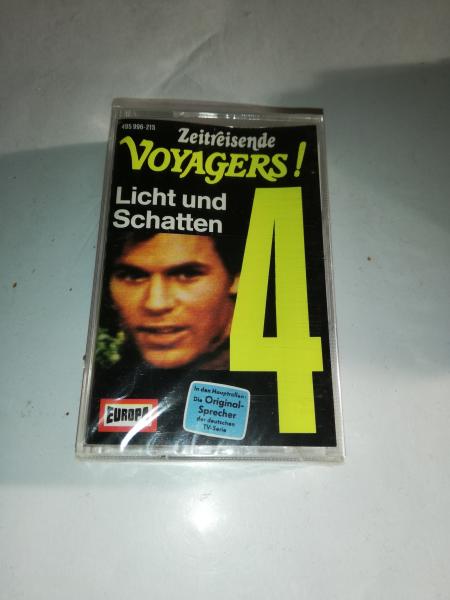 495 996-215
Zeitreisende
VOYAGERS!
Licht und
Schatten
4
In den Hauptrollen:
Die Original-
Sprecher
der deutschen
TV-Serie
EUROPA